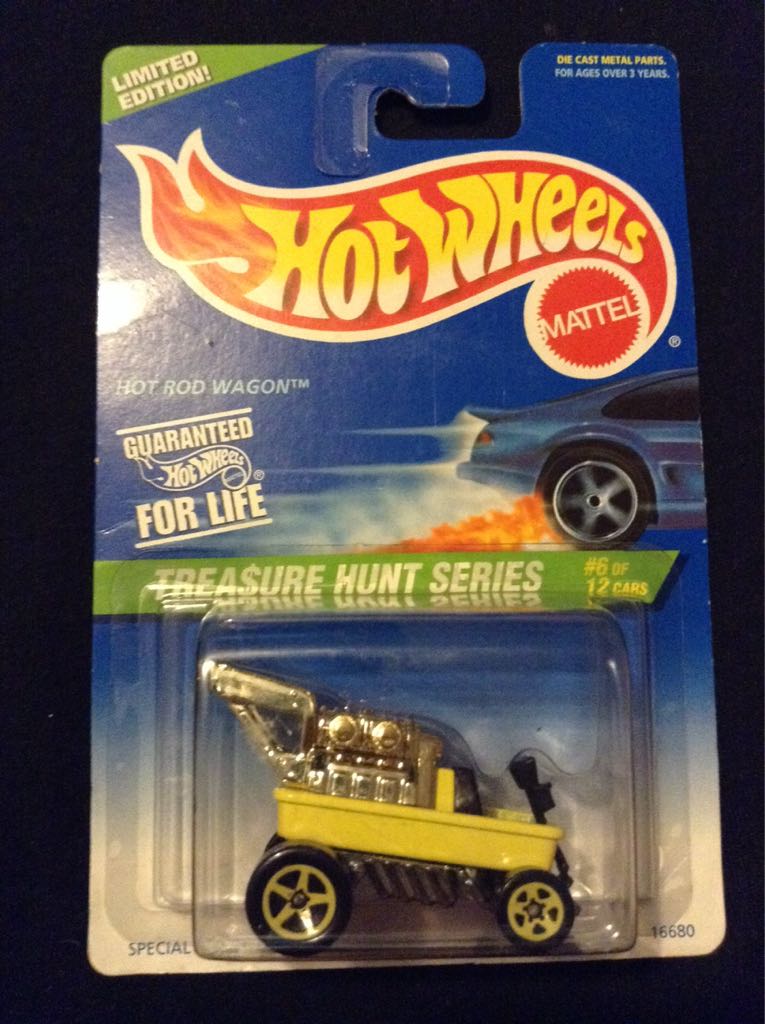 LIMITED
EDITION!
DIE CAST METAL PARTS.
FOR AGES OVER 3 YEARS.
HOT WHEELS
MATTEL
®
HOT ROD WAGON™
GUARANTEED
HOT WHEELS®
FOR LIFE
TREA$URE HUNT SERIES
#6 OF
12 CARS
SPECIAL
16680